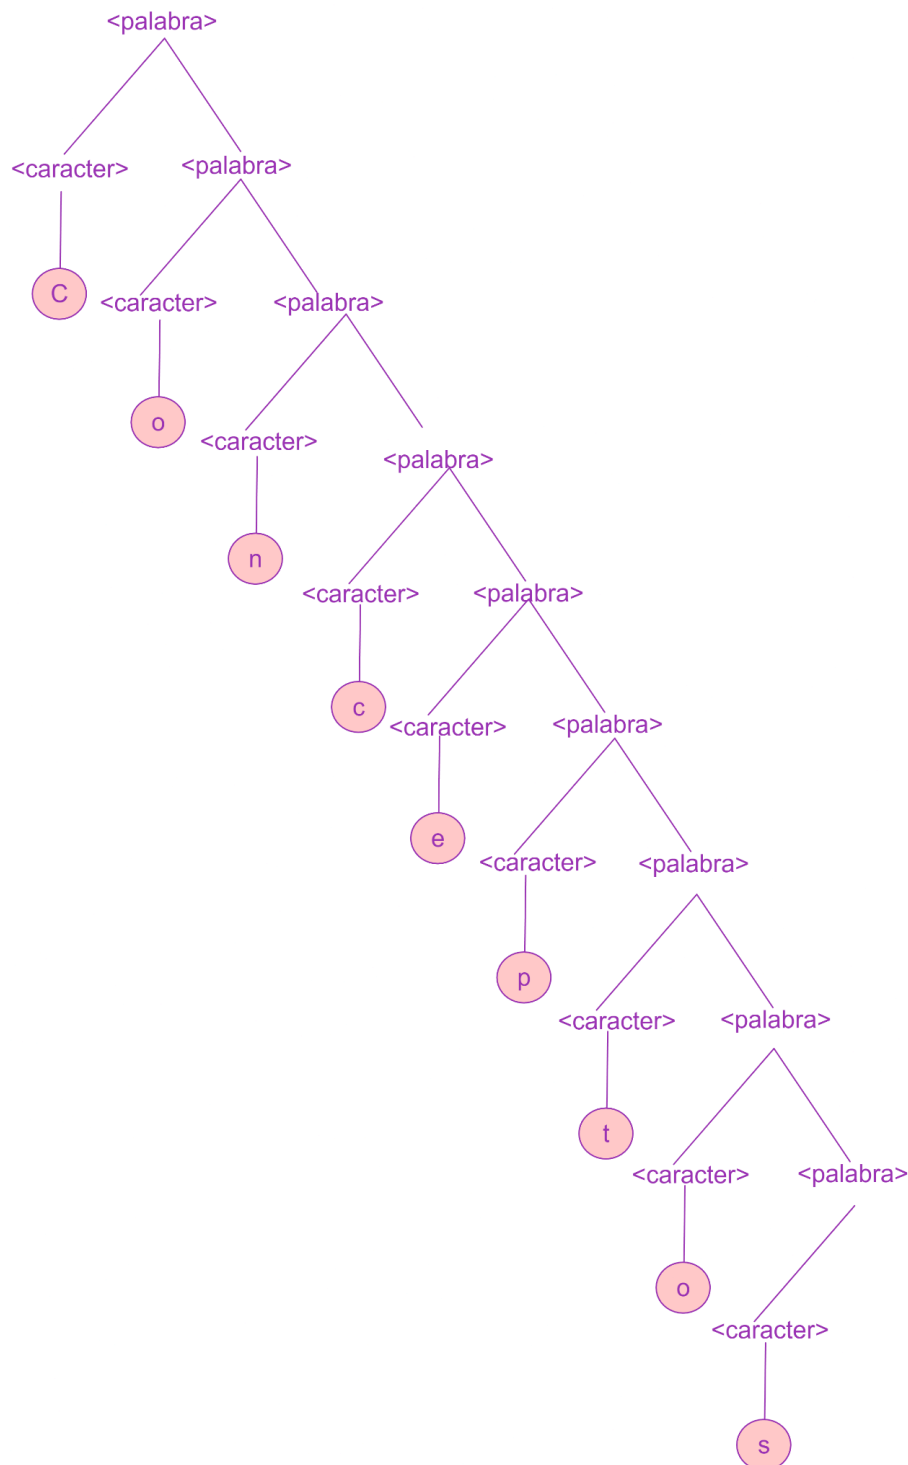 <palabra>
<caracter> <palabra>
C <caracter> <palabra>
o <caracter> <palabra>
n <caracter> <palabra>
c <caracter> <palabra>
e <caracter> <palabra>
p <caracter> <palabra>
t <caracter> <palabra>
o <caracter>
s